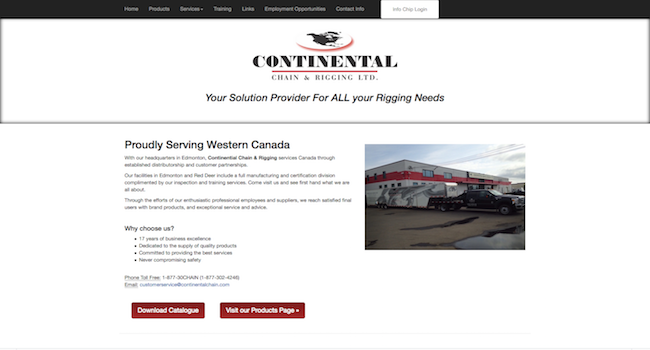 Home Products Services Training Links Employment Opportunities Contact Info Info Chip Login
CONTINENTAL
CHAIN & RIGGING LTD.
Your Solution Provider For ALL your Rigging Needs
Proudly Serving Western Canada
With our headquarters in Edmonton, Continential Chain & Rigging services Canada through
established distributorship and customer partnerships.
Our facilities in Edmonton and Red Deer include a full manufacturing and certification division
complimented by our inspection and training services. Come visit us and see first hand what we are
all about.
Through the efforts of our enthusiastic professional employees and suppliers, we reach satisfied final
users with brand products, and exceptional service and advice.
Why choose us?
17 years of business excellence
Dedicated to the supply of quality products
Committed to providing the best services
Never compromising safety
Phone Toll Free: 1-877-30CHAIN (1-877-302-4246)
Email: customerservice@continentalchain.com
Download Catalogue
Visit our Products Page »